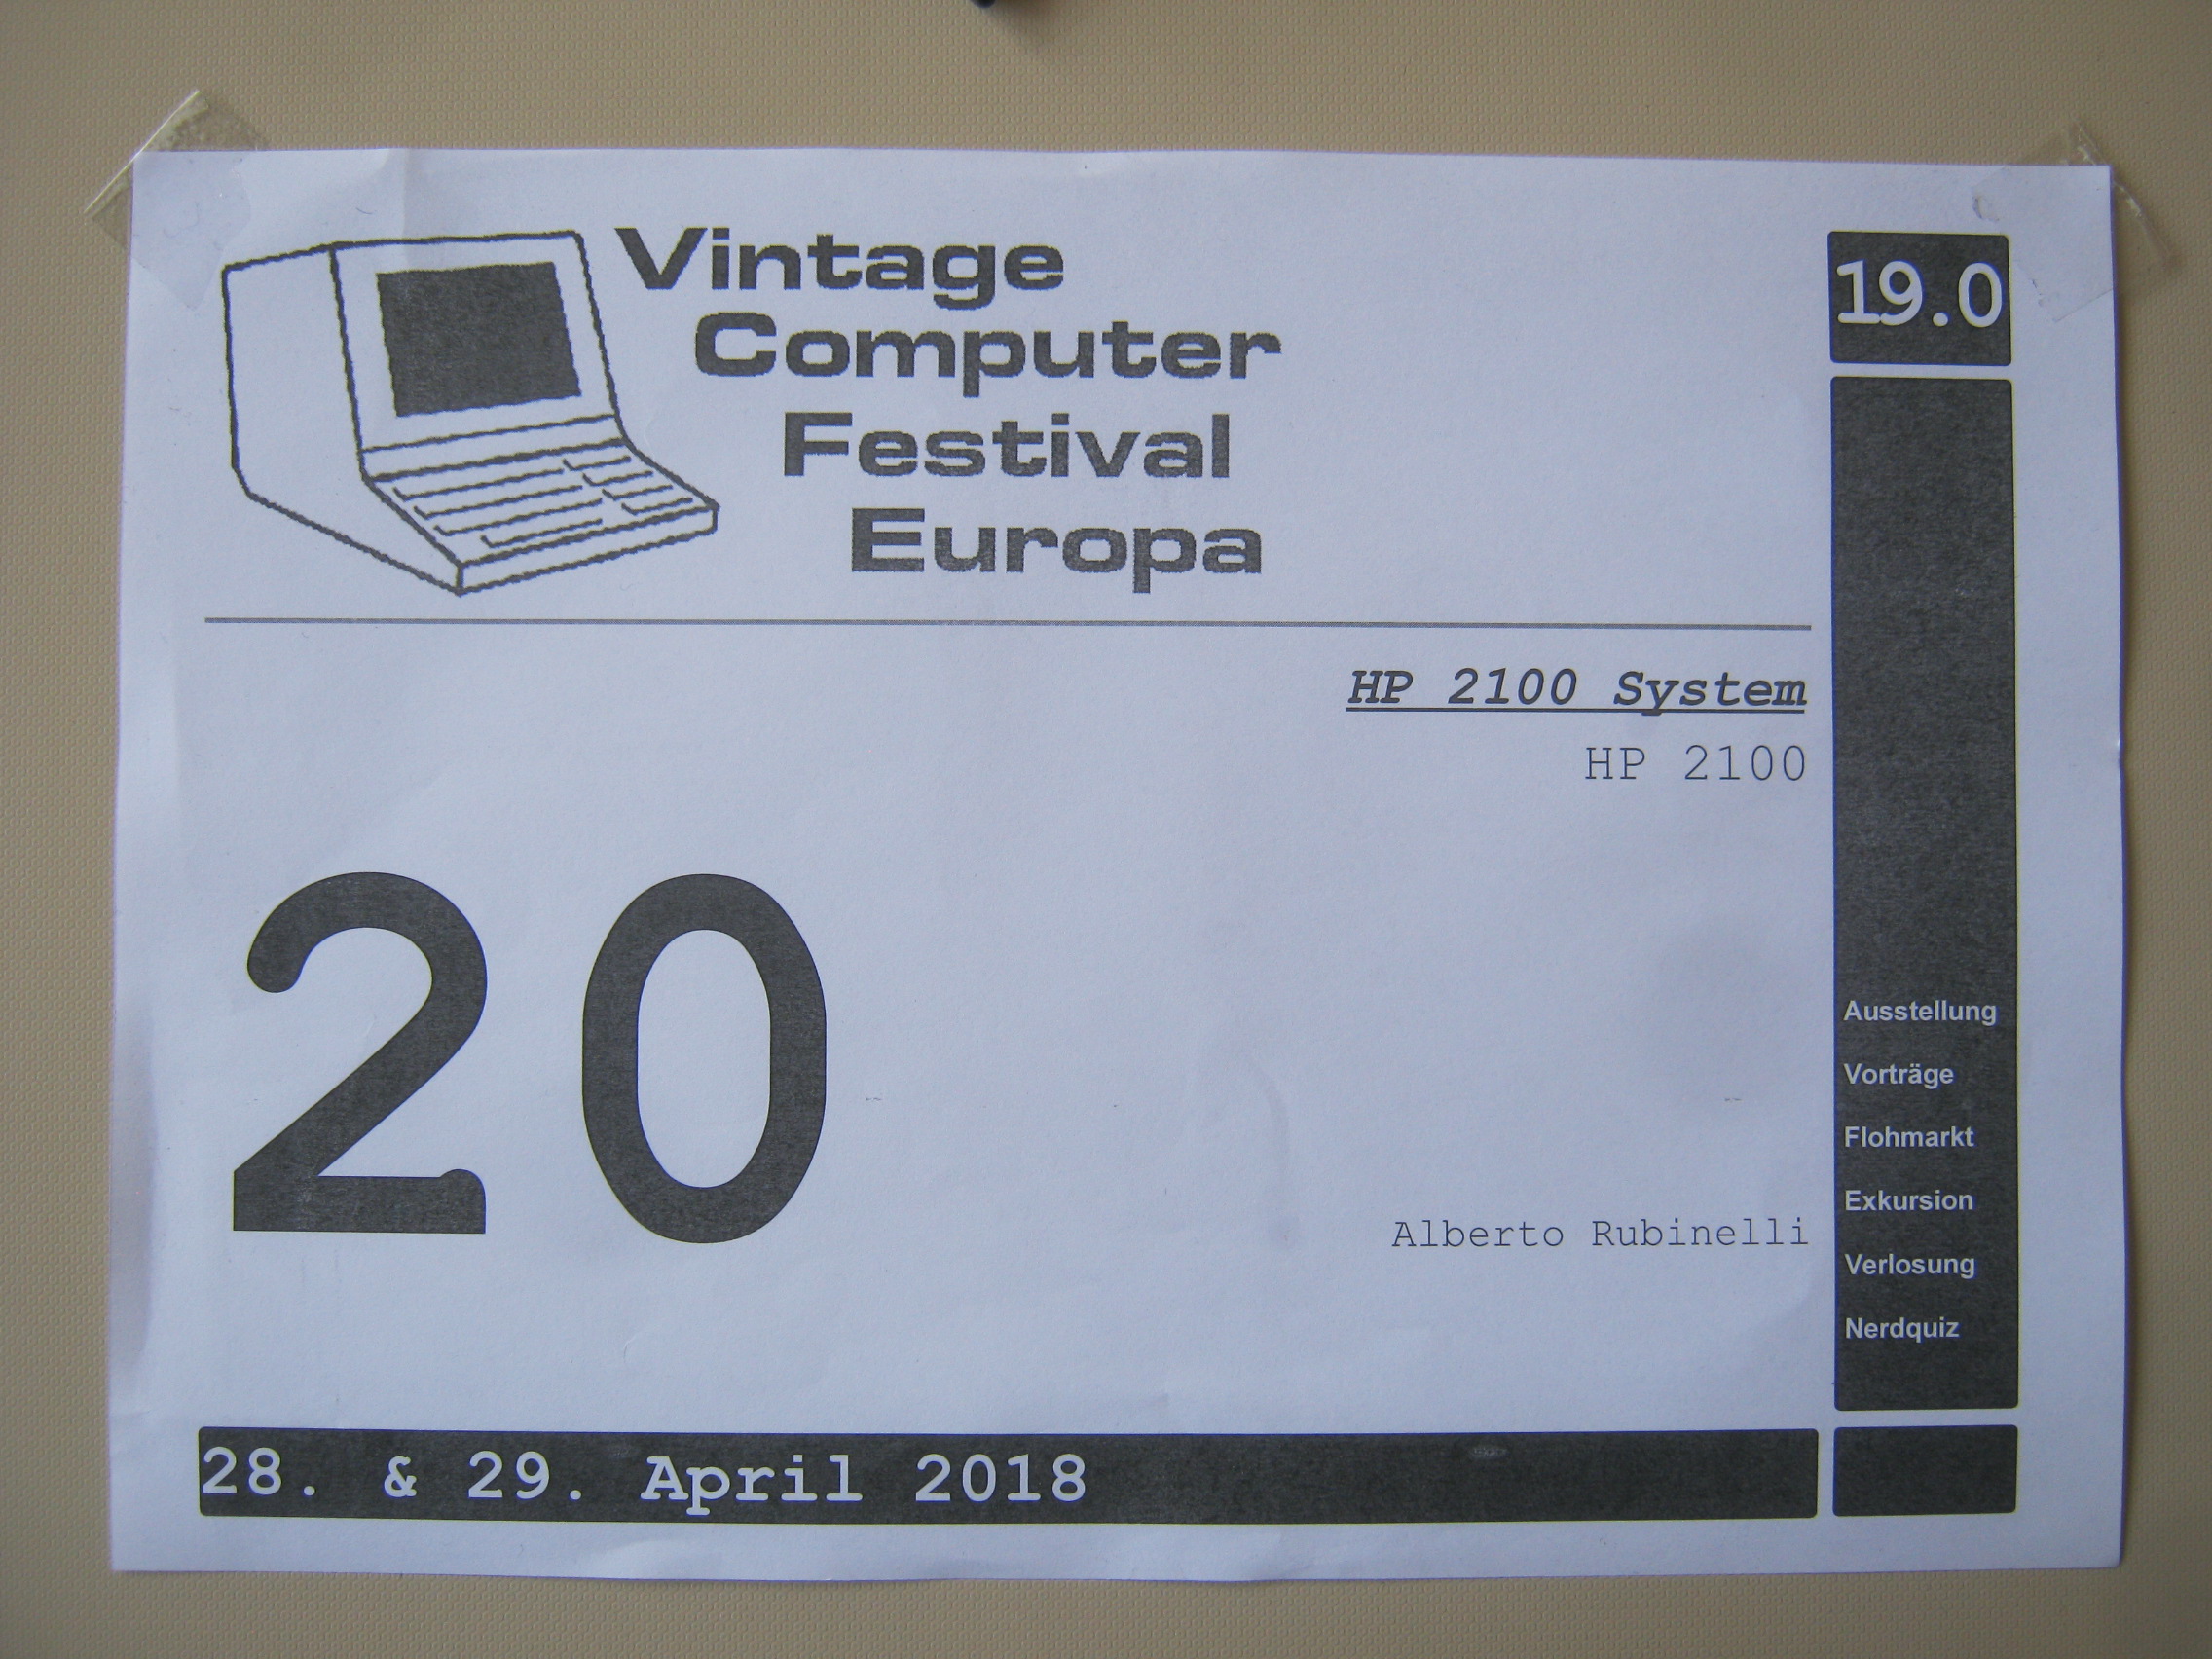 Vintage
Computer
Festival
Europa
19.0
HP 2100 System
HP 2100
20
Alberto Rubinelli
Ausstellung
Vorträge
Flohmarkt
Exkursion
Verlosung
Nerdquiz
28. & 29. April 2018